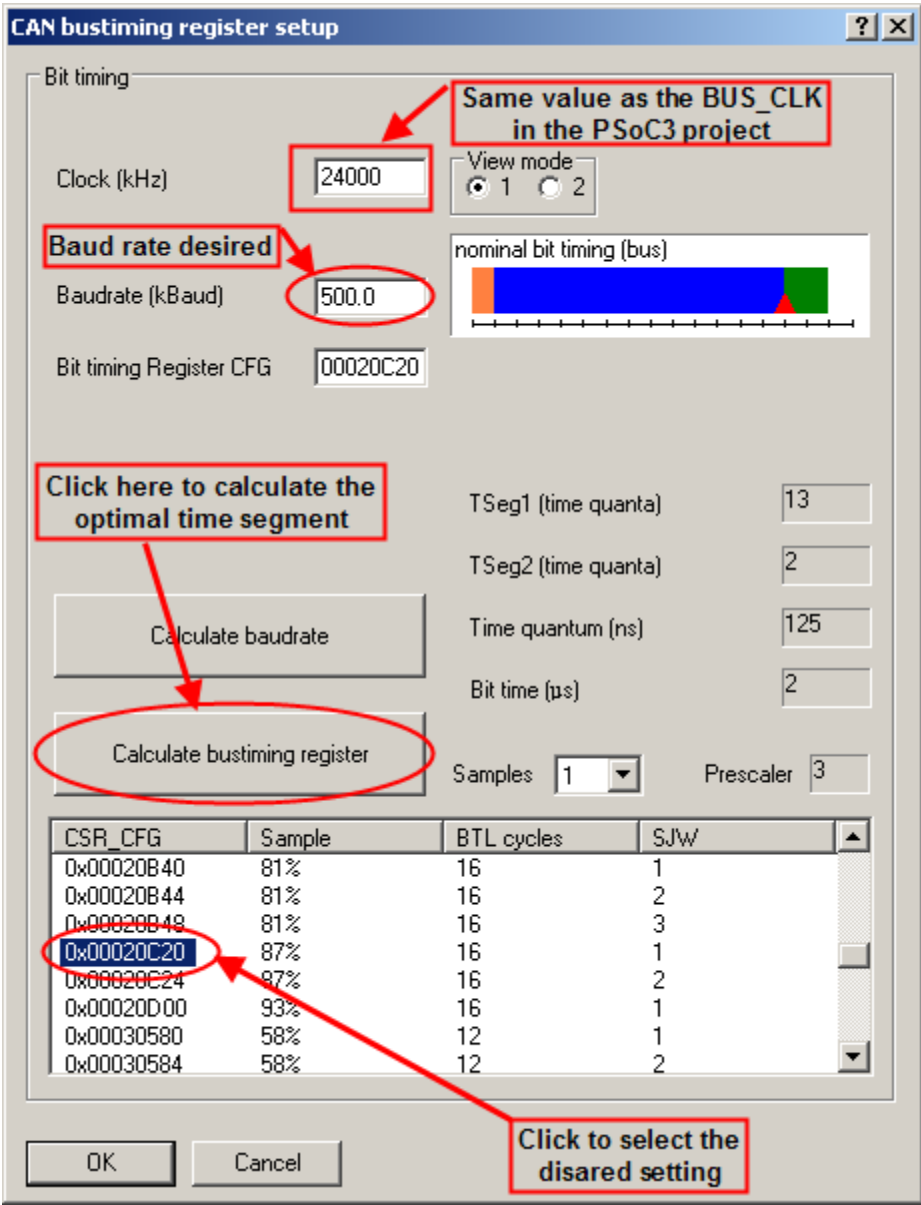 CAN bustiming register setup
Bit timing
Same value as the BUS_CLK
in the PSoC3 project
Clock (kHz)
24000
View mode
1 2
Baud rate desired
nominal bit timing (bus)
Baudrate (kBaud)
500.0
Bit timing Register CFG
00020C20
Click here to calculate the
optimal time segment
TSeg1 (time quanta)
13
TSeg2 (time quanta)
2
Calculate baudrate
Time quantum (ns)
125
Bit time (µs)
2
Calculate bustiming register
Samples
1
Prescaler
3
CSR_CFG Sample BTL cycles SJW
0x00020B40 81% 16 1
0x00020B44 81% 16 2
0x00020B48 81% 16 3
0x00020C20 87% 16 1
0x00020C24 87% 16 2
0x00020D00 93% 16 1
0x00030580 58% 12 1
0x00030584 58% 12 2
Click to select the
disared setting
OK
Cancel